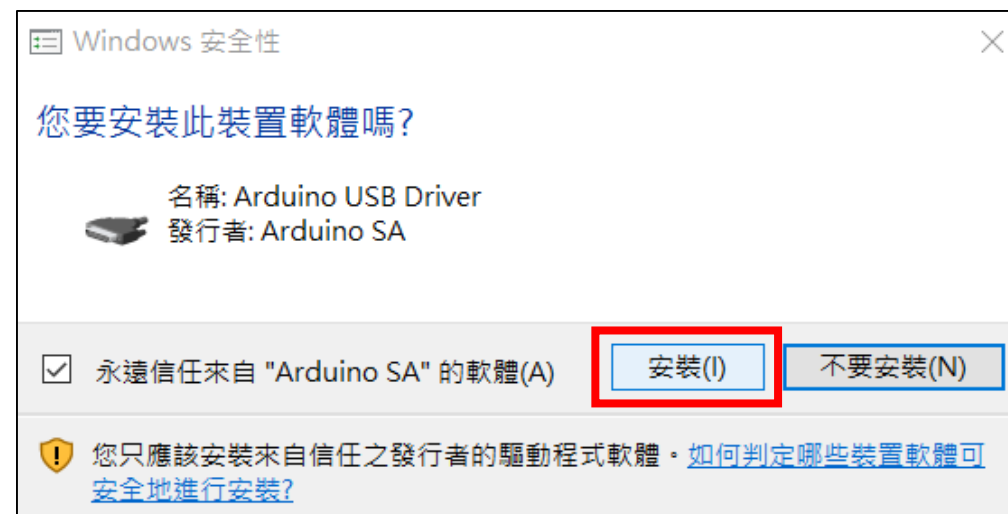 Windows 安全性
您要安裝此裝置軟體嗎?
名稱: Arduino USB Driver
發行者: Arduino SA
永遠信任來自 "Arduino SA" 的軟體(A)
安裝(I)
不要安裝(N)
您只應該安裝來自信任之發行者的驅動程式軟體。如何判定哪些裝置軟體可
安全地進行安裝?